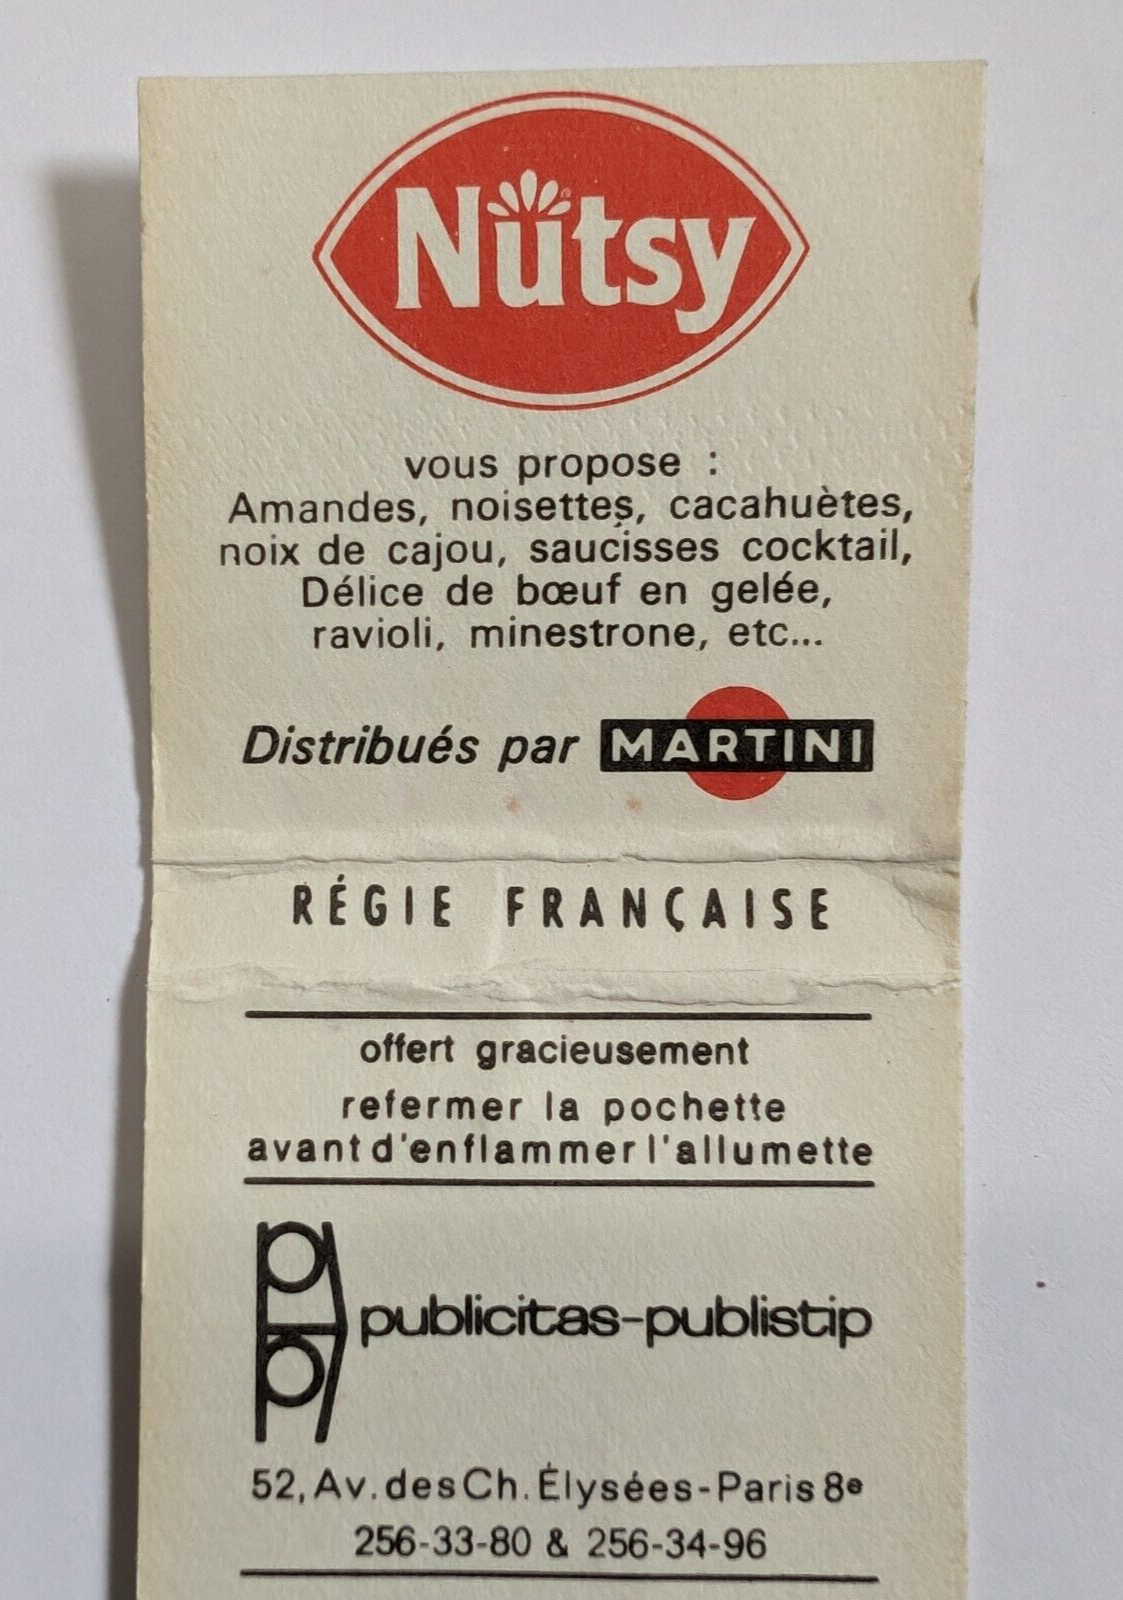 Nutsy
vous propose :
Amandes, noisettes, cacahuètes,
noix de cajou, saucisses cocktail,
Délice de bœuf en gelée,
ravioli, minestrone, etc...
Distribués par MARTINI
RÉGIE FRANÇAISE
offert gracieusement
refermer la pochette
avant d'enflammer l'allumette
publicitas-publistip
52, Av. des Ch. Élysées-Paris 8e
256-33-80 & 256-34-96